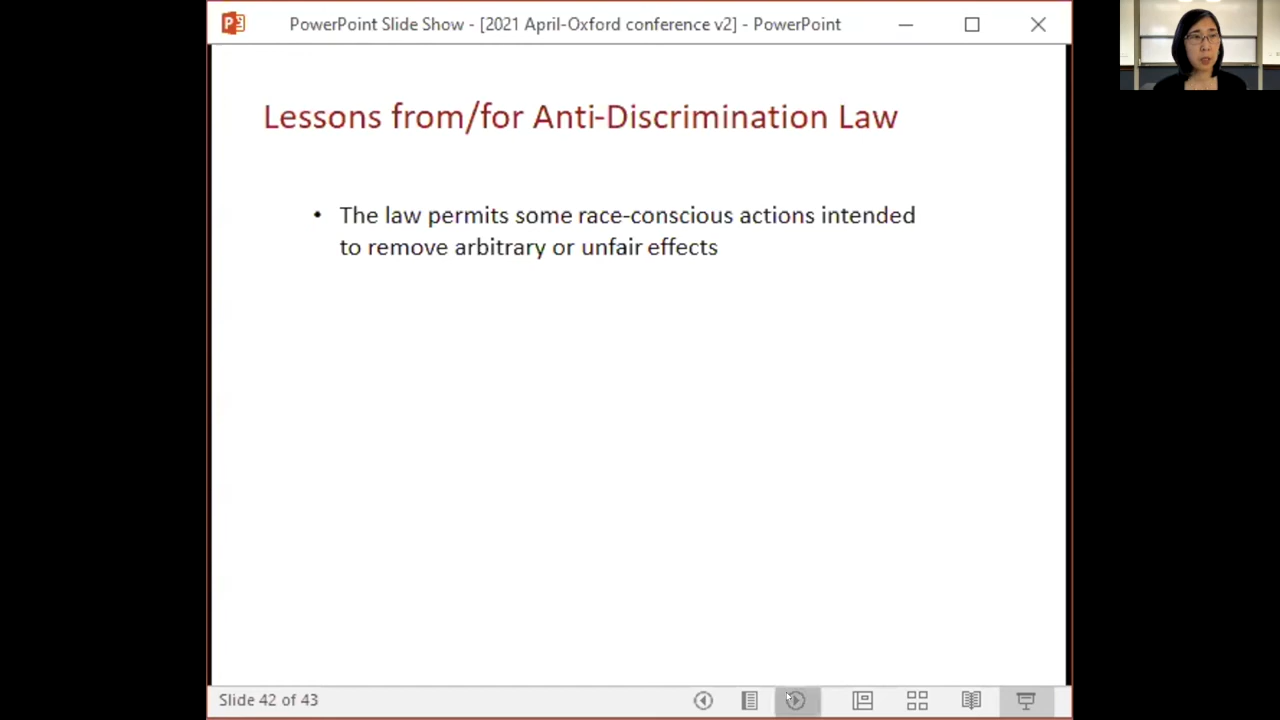 PowerPoint Slide Show - [2021 April-Oxford conference v2] - PowerPoint
Lessons from/for Anti-Discrimination Law
• The law permits some race-conscious actions intended
to remove arbitrary or unfair effects
Slide 42 of 43